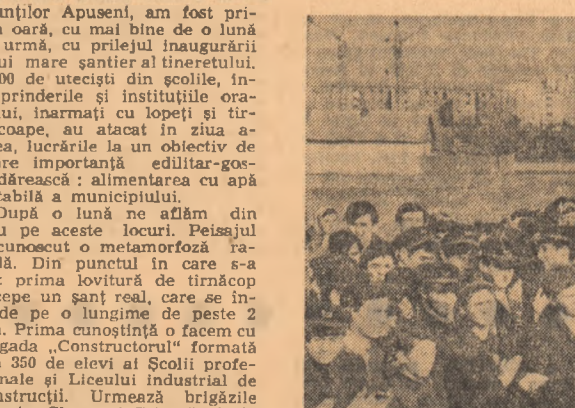 unților Apuseni, am fost pri-
oară, cu mai bine de o lună
urmă, cu prilejul inaugurării
ui mare șantier al tineretului.
00 de uteciști din școlile, în-
prinderile și instituțiile ora-
lui, înarmați cu lopeți și tîr-
coape, au atacat în ziua a-
ea, lucrările la un obiectiv de
are importanță edilitar-gos-
dărească : alimentarea cu apă
tabilă a municipiului.
După o lună ne aflăm din
u pe aceste locuri. Peisajul
cunoscut o metamorfoză ra-
lă. Din punctul în care s-a
t prima lovitură de tîrnăcop
cepe un șanț real, care se în-
de pe o lungime de peste 2
Prima cunoștință o facem cu
gada „Constructorul“ formată
350 de elevi ai Școlii profe-
nale și Liceului industrial de
nstrucții. Urmează brigăzile